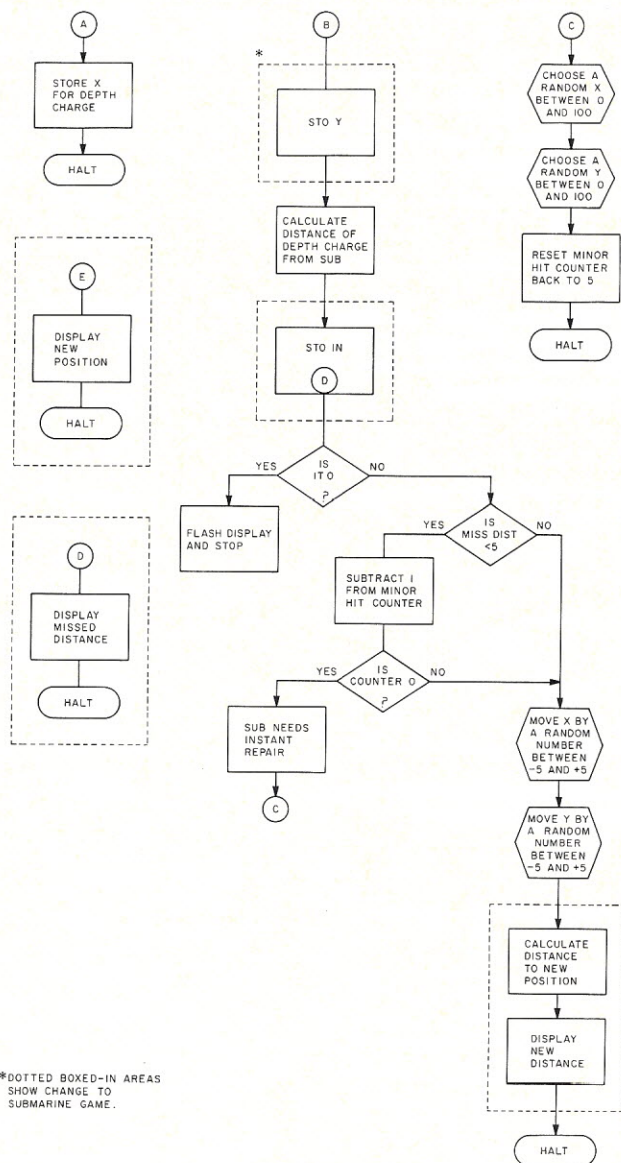 A
STORE X
FOR DEPTH
CHARGE
HALT
E
DISPLAY
NEW
POSITION
HALT
D
DISPLAY
MISSED
DISTANCE
HALT
*DOTTED BOXED-IN AREAS
SHOW CHANGE TO
SUBMARINE GAME.
B
*
STO Y
CALCULATE
DISTANCE OF
DEPTH CHARGE
FROM SUB
STO IN
D
IS
IT 0
?
YES
NO
FLASH DISPLAY
AND STOP
IS
MISS DIST
<5
YES
NO
SUBTRACT 1
FROM MINOR
HIT COUNTER
IS
COUNTER 0
?
YES
NO
SUB NEEDS
INSTANT
REPAIR
C
MOVE X BY
A RANDOM
NUMBER
BETWEEN
-5 AND +5
MOVE Y BY
A RANDOM
NUMBER
BETWEEN
-5 AND +5
CALCULATE
DISTANCE
TO NEW
POSITION
DISPLAY
NEW
DISTANCE
HALT
C
CHOOSE A
RANDOM X
BETWEEN 0
AND 100
CHOOSE A
RANDOM Y
BETWEEN 0
AND 100
RESET MINOR
HIT COUNTER
BACK TO 5
HALT